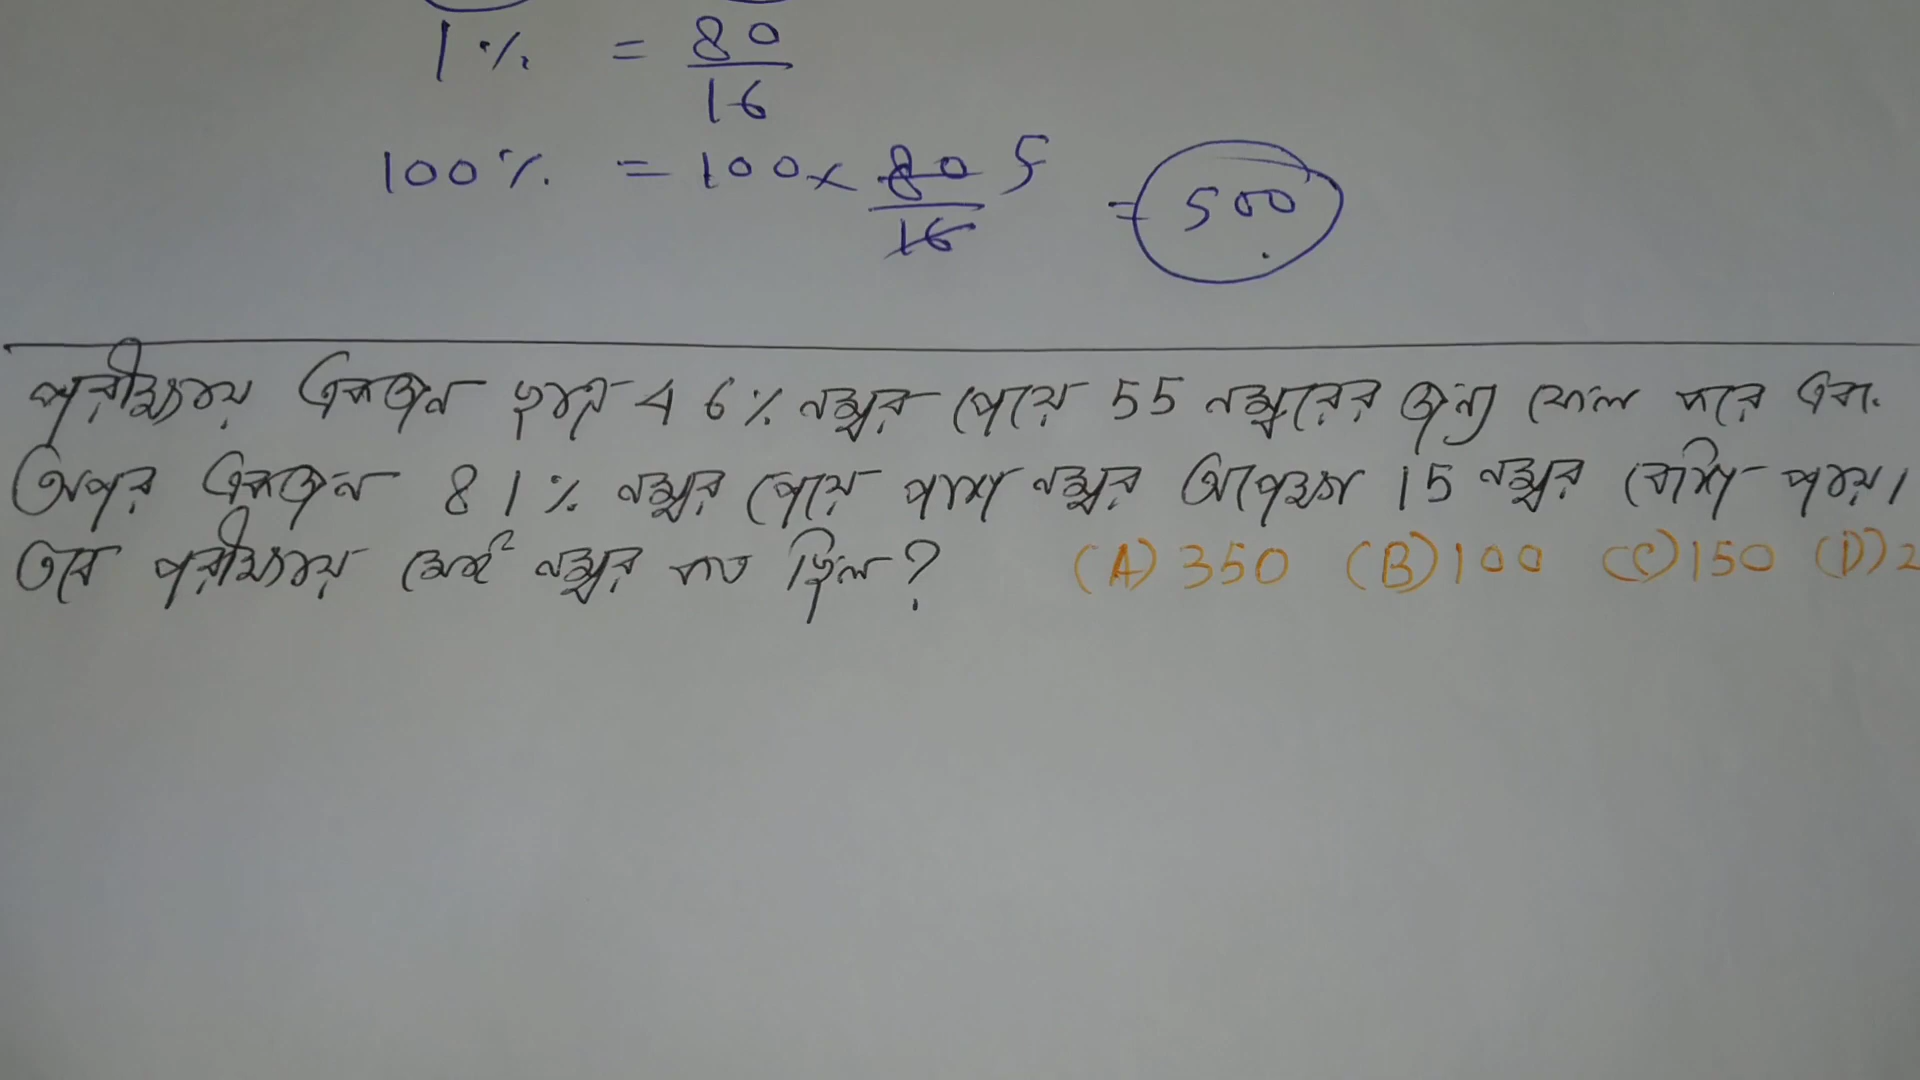 1% = 80/16
100% = 100 × 80/16 5 = 500
পরীক্ষায় একজন ছাত্র 46% নম্বর পেয়ে 55 নম্বরের জন্য ফেল করে এবং
অপর একজন 81% নম্বর পেয়ে পাশ নম্বর অপেক্ষা 15 নম্বর বেশি পায়।
তবে পরীক্ষায় মোট নম্বর কত ছিল? (A) 350 (B) 100 (C) 150 (D) 2